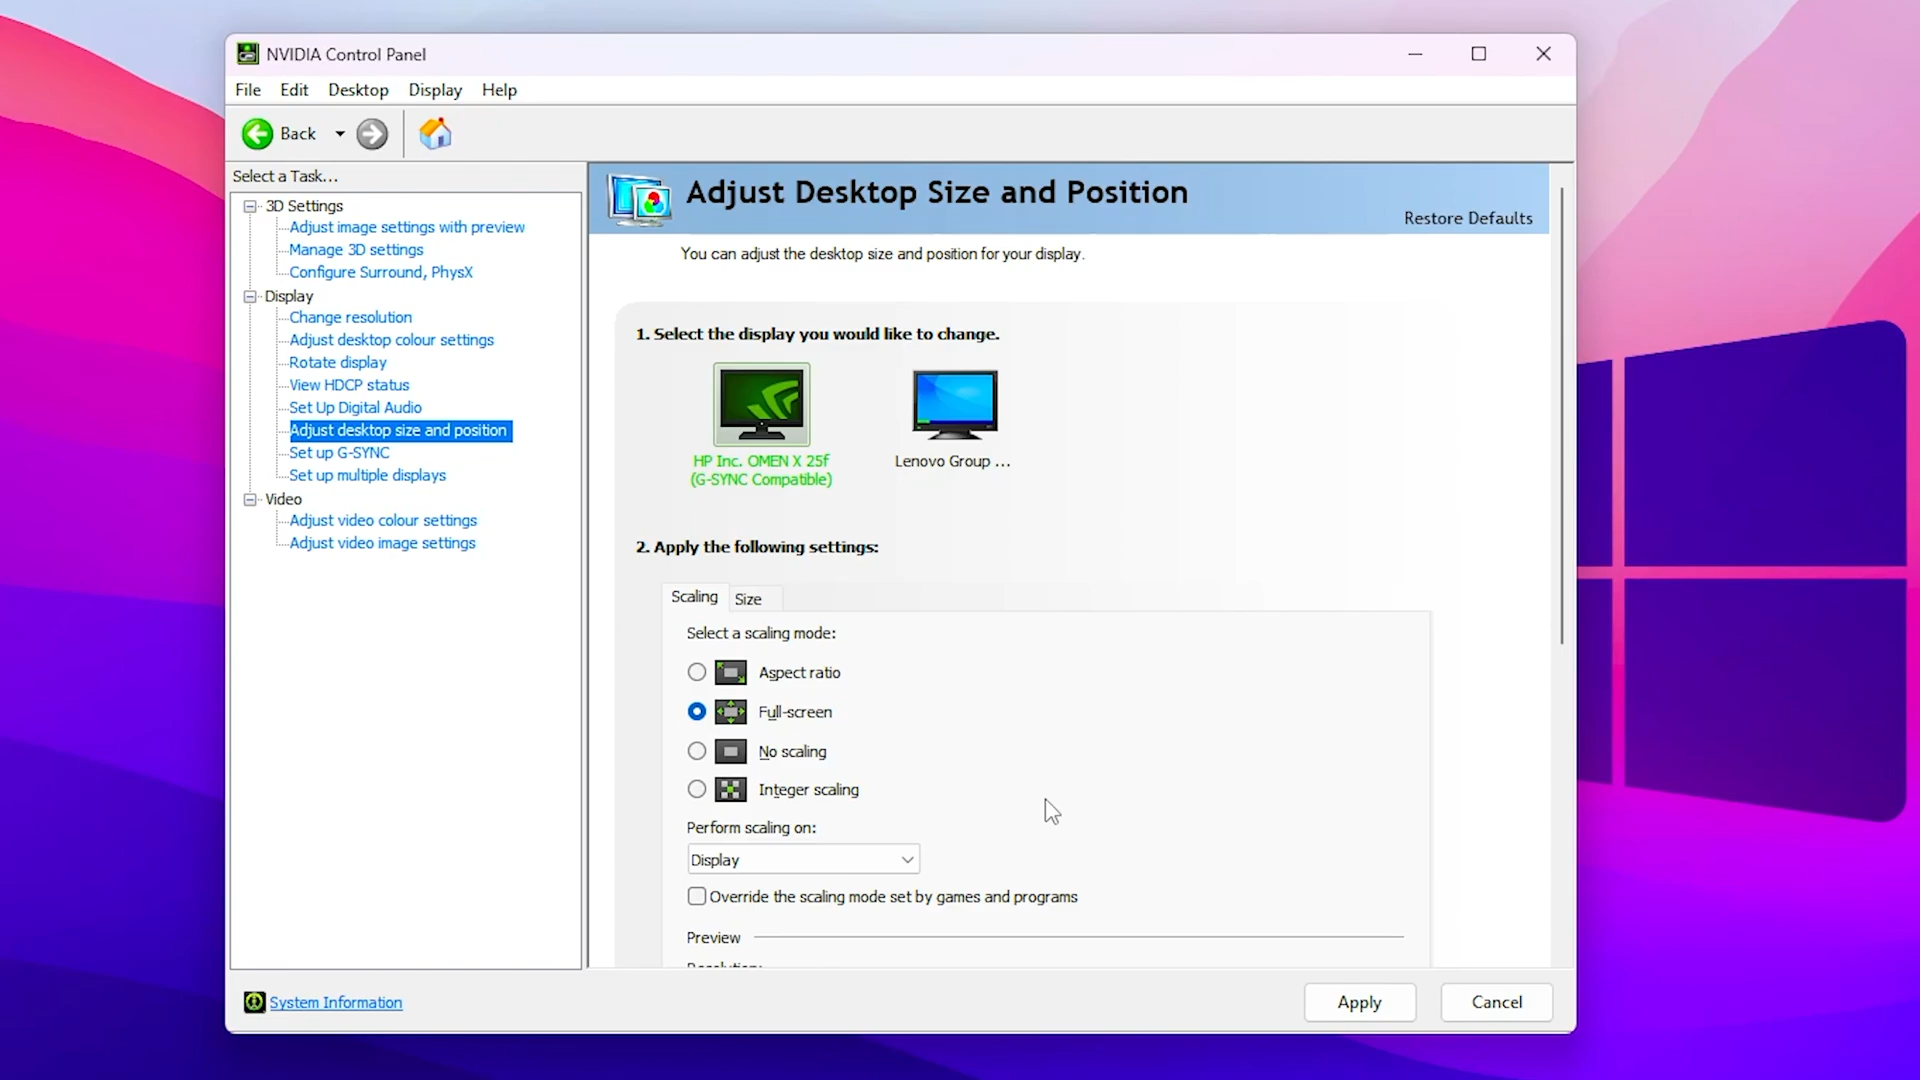 NVIDIA Control Panel
File Edit Desktop Display Help
Back
Select a Task...
3D Settings
Adjust image settings with preview
Manage 3D settings
Configure Surround, PhysX
Display
Change resolution
Adjust desktop colour settings
Rotate display
View HDCP status
Set Up Digital Audio
Adjust desktop size and position
Set up G-SYNC
Set up multiple displays
Video
Adjust video colour settings
Adjust video image settings
System Information
Adjust Desktop Size and Position
Restore Defaults
You can adjust the desktop size and position for your display.
1. Select the display you would like to change.
HP Inc. OMEN X 25f
(G-SYNC Compatible)
Lenovo Group ...
2. Apply the following settings:
Scaling Size
Select a scaling mode:
Aspect ratio
Full-screen
No scaling
Integer scaling
Perform scaling on:
Display
Override the scaling mode set by games and programs
Preview
Apply Cancel